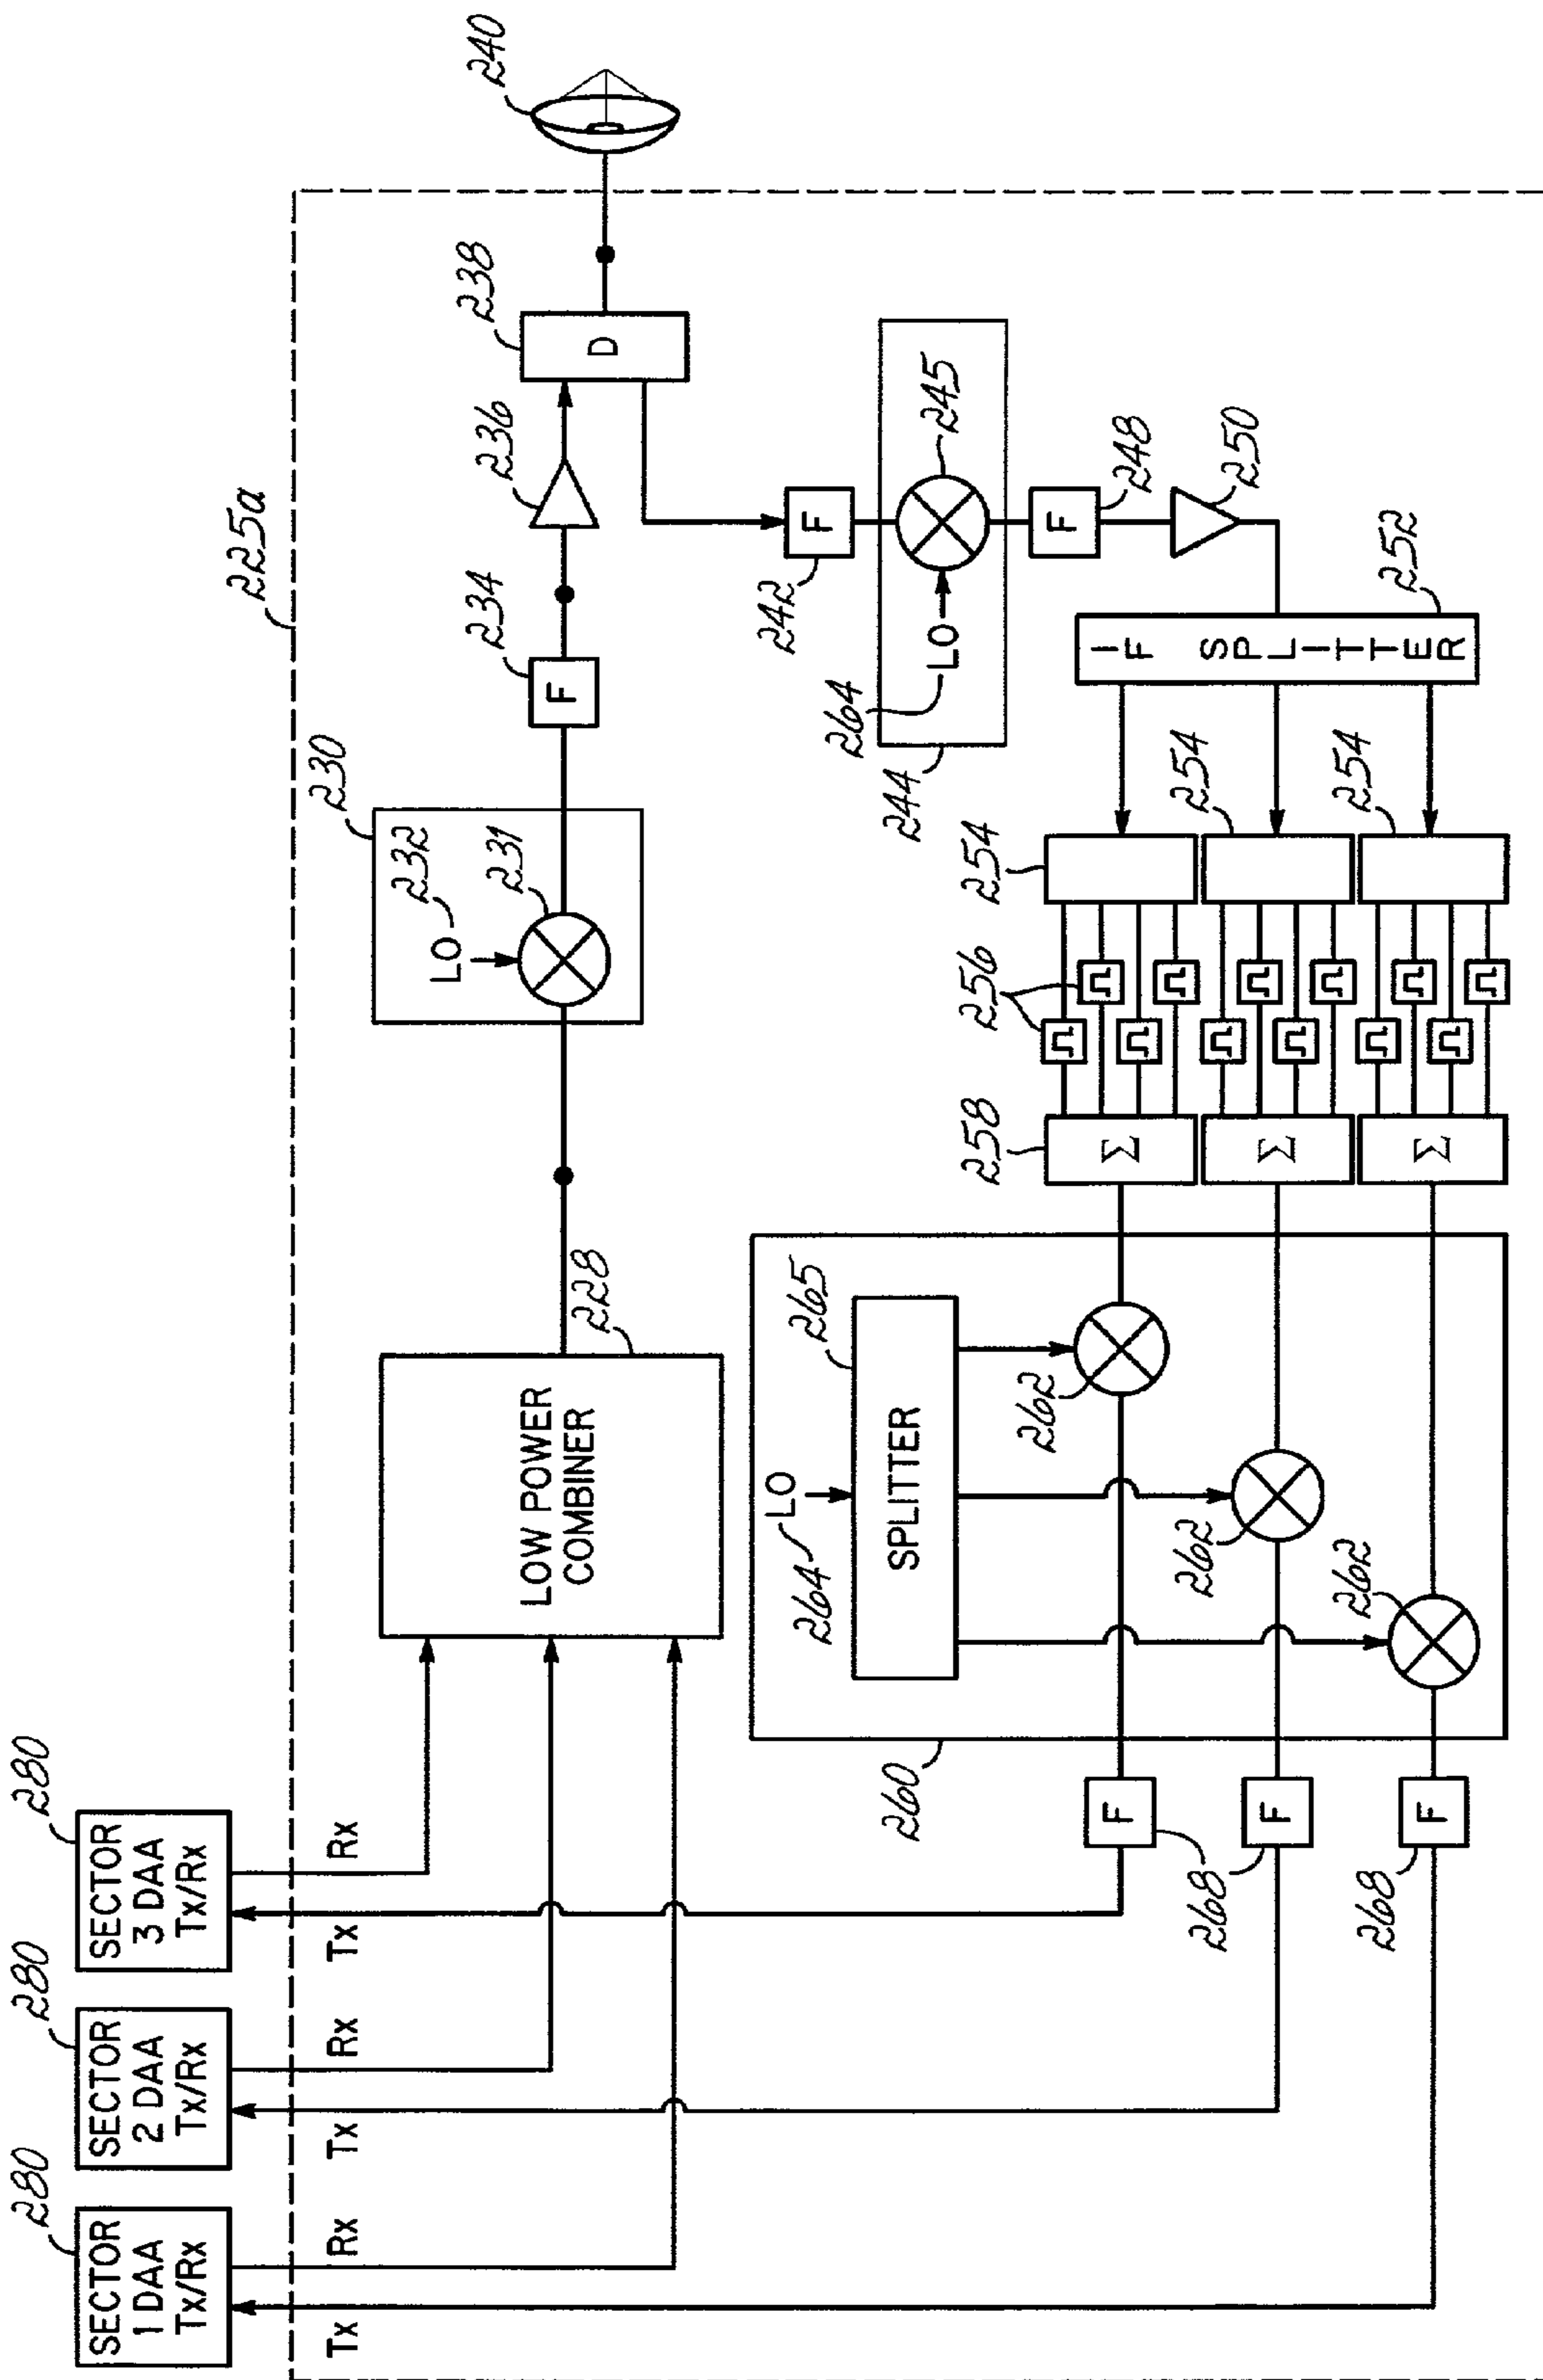 280
SECTOR
1 DAA
Tx/Rx
280
SECTOR
2 DAA
Tx/Rx
280
SECTOR
3 DAA
Tx/Rx
225a
Tx
Rx
Tx
Rx
Tx
Rx
LOW POWER
COMBINER
228
230
LO
232
231
F
234
236
D
238
240
F
242
244
245
LO
264
F
248
250
IF SPLITTER
252
254
254
254
256
258
Σ
Σ
Σ
260
264
LO
SPLITTER
265
262
262
262
F
F
F
268
268